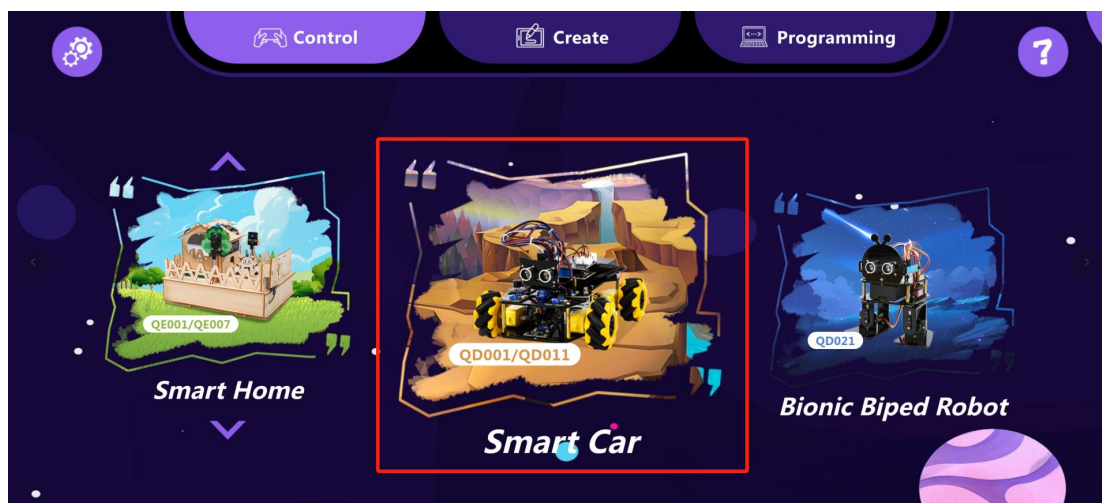 Control
Create
Programming
?
QE001/QE007
Smart Home
QD001/QD011
Smart Car
QD021
Bionic Biped Robot